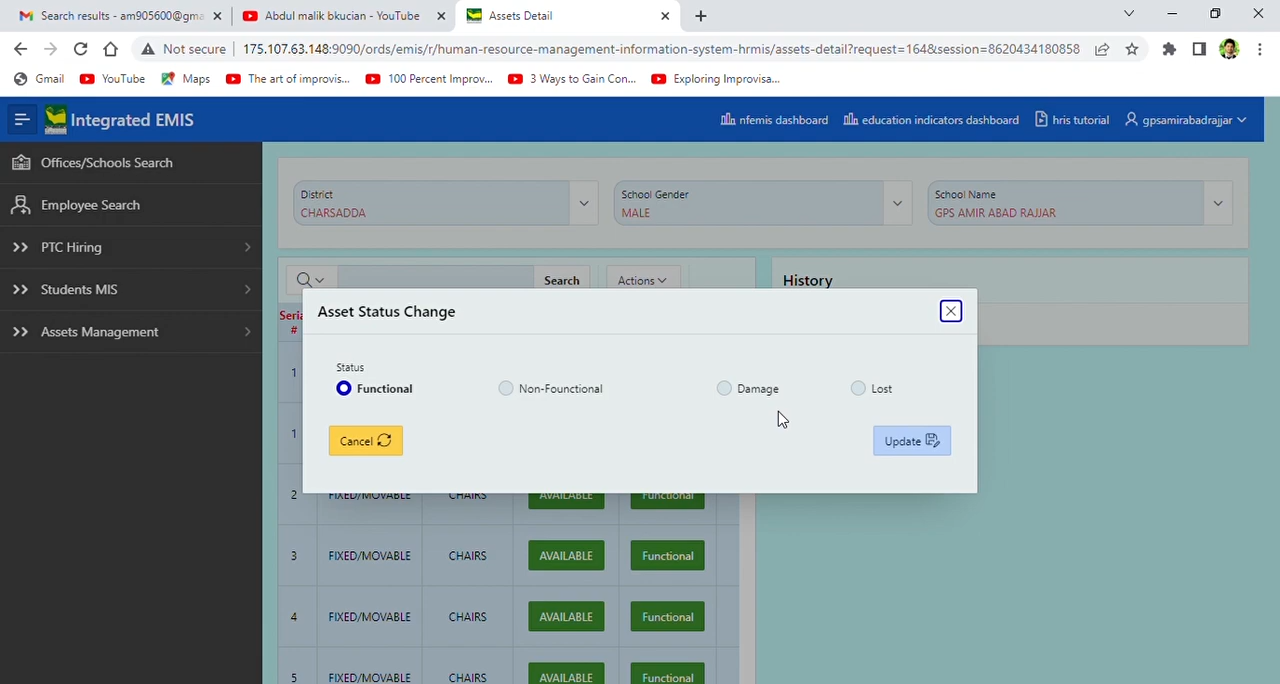 Search results - am905600@gma
Abdul malik bkucian - YouTube
Assets Detail
Not secure
175.107.63.148:9090/ords/emis/r/human-resource-management-information-system-hrmis/assets-detail?request=164&session=8620434180858
Gmail
YouTube
Maps
The art of improvis...
100 Percent Improv...
3 Ways to Gain Con...
Exploring Improvisa...
Integrated EMIS
nfemis dashboard
education indicators dashboard
hris tutorial
gpsamirabadrajjar
Offices/Schools Search
Employee Search
PTC Hiring
Students MIS
Assets Management
District
CHARSADDA
School Gender
MALE
School Name
GPS AMIR ABAD RAJJAR
Search
Actions
History
Seria
#
Asset Status Change
Status
Functional
Non-Founctional
Damage
Lost
Cancel
Update
1
1
2 FIXED/MOVABLE CHAIRS AVAILABLE Functional
3 FIXED/MOVABLE CHAIRS AVAILABLE Functional
4 FIXED/MOVABLE CHAIRS AVAILABLE Functional
5 FIXED/MOVABLE CHAIRS AVAILABLE Functional